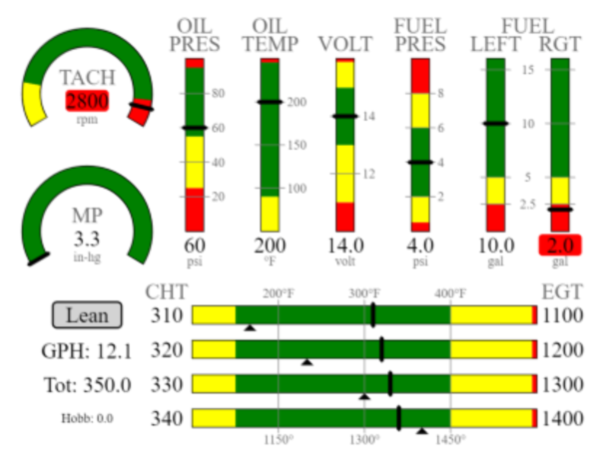 TACH
2800
rpm
MP
3.3
in-hg
OIL
PRES
80
60
40
20
60
psi
OIL
TEMP
200
150
100
200
°F
VOLT
14
12
14.0
volt
FUEL
PRES
8
6
4
2
4.0
psi
FUEL
LEFT RGT
15
10
5
2.5
10.0 2.0
gal gal
CHT 200°F 300°F 400°F EGT
Lean 310 1100
GPH: 12.1 320 1200
Tot: 350.0 330 1300
Hobb: 0.0 340 1400
1150° 1300° 1450°